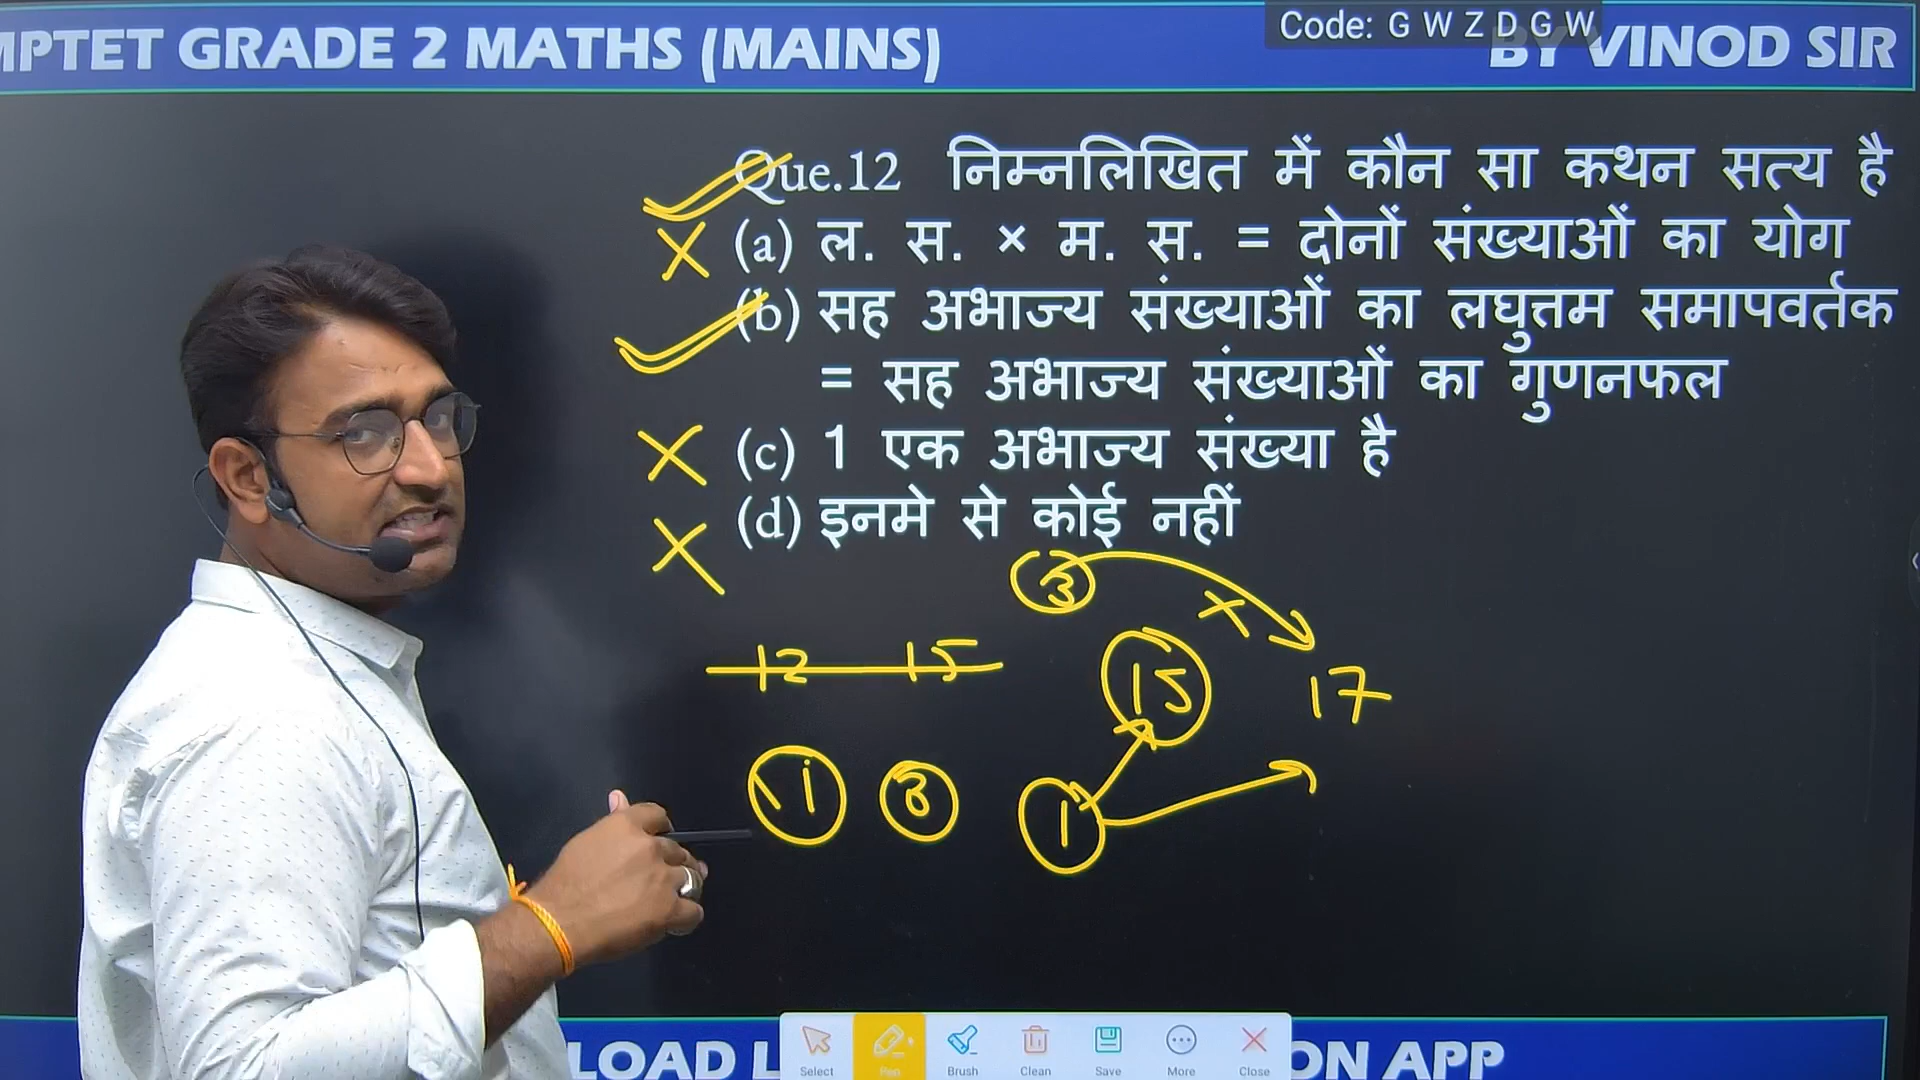 MPTET GRADE 2 MATHS (MAINS)
Code: G W Z D G W
BY VINOD SIR
Que.12 निम्नलिखित में कौन सा कथन सत्य है
(a) ल. स. × म. स. = दोनों संख्याओं का योग
(b) सह अभाज्य संख्याओं का लघुत्तम समापवर्तक
= सह अभाज्य संख्याओं का गुणनफल
(c) 1 एक अभाज्य संख्या है
(d) इनमे से कोई नहीं
3
12 15
15 17
1
LOAD L
ON APP
Select Pen Brush Clean Save More Close